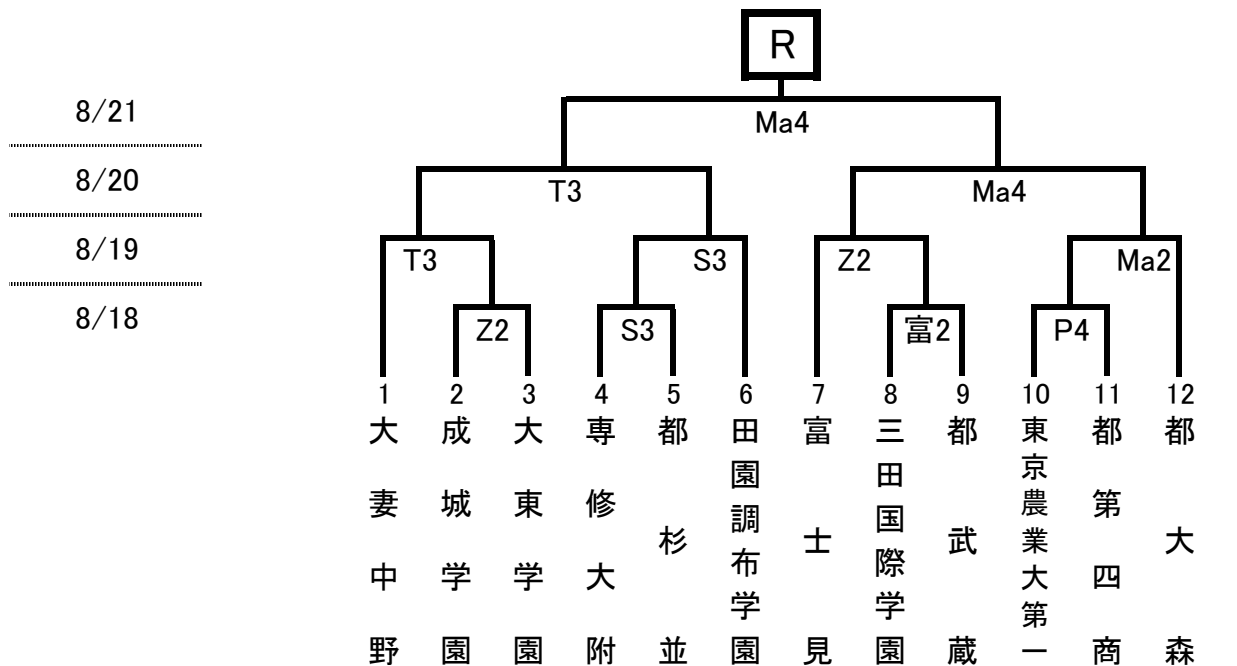 R
8/21
Ma4
8/20
T3
Ma4
8/19
T3
S3
Z2
Ma2
8/18
Z2
S3
富2
P4
1
2
3
4
5
6
7
8
9
10
11
12
大妻中野
成城学園
大東学園
専修大附
都杉並
田園調布学園
富士見
三田国際学園
都武蔵
東京農業大第一
都第四商
都大森